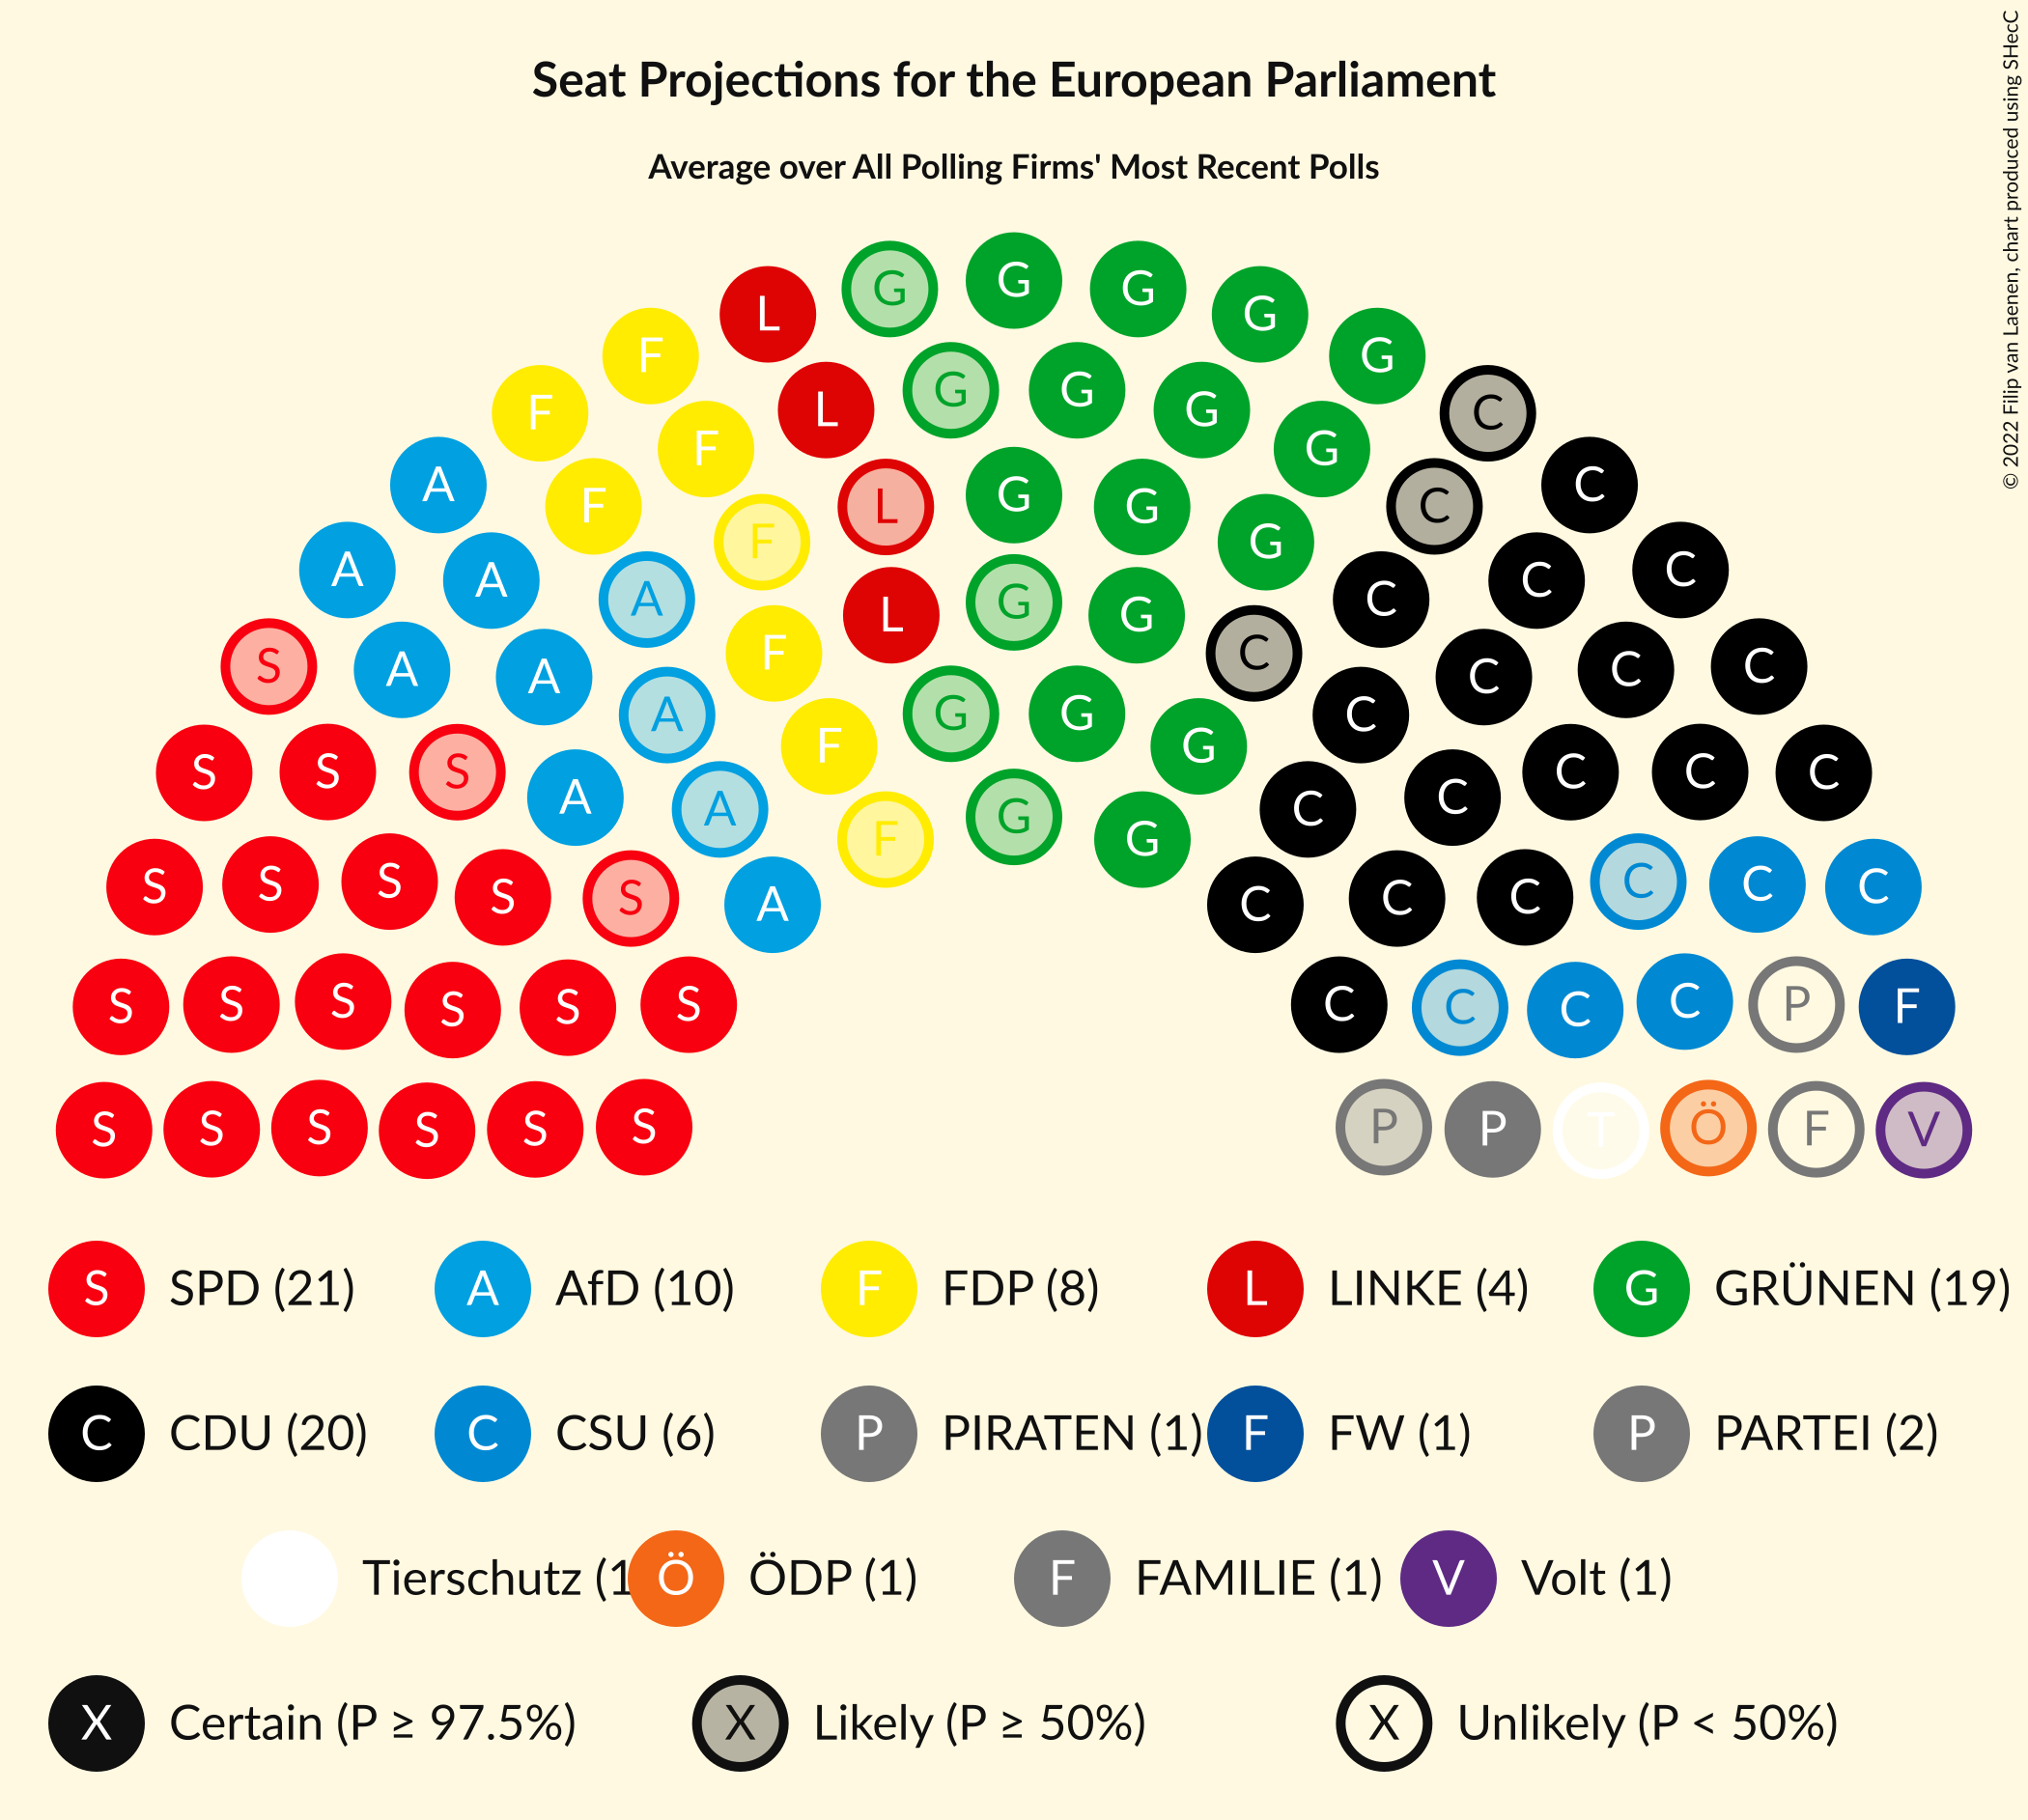 Seat Projections for the European Parliament
Average over All Polling Firms' Most Recent Polls
© 2022 Filip van Laenen, chart produced using SHecC
G G G G G
L G G G G C
F L G G G C C
F F L G G G C C
A F F L G G C C C
A A A F G G C C C C
S A A A F G C C C C C
S S S A A F G C C C C C
S S S S S A C C C C C C
S S S S S S C C C C P F
S S S S S S P P T Ö F V
S SPD (21) A AfD (10) F FDP (8) L LINKE (4) G GRÜNEN (19)
C CDU (20) C CSU (6) P PIRATEN (1) F FW (1) P PARTEI (2)
Tierschutz (1 Ö ÖDP (1) F FAMILIE (1) V Volt (1)
X Certain (P ≥ 97.5%) X Likely (P ≥ 50%) X Unlikely (P < 50%)